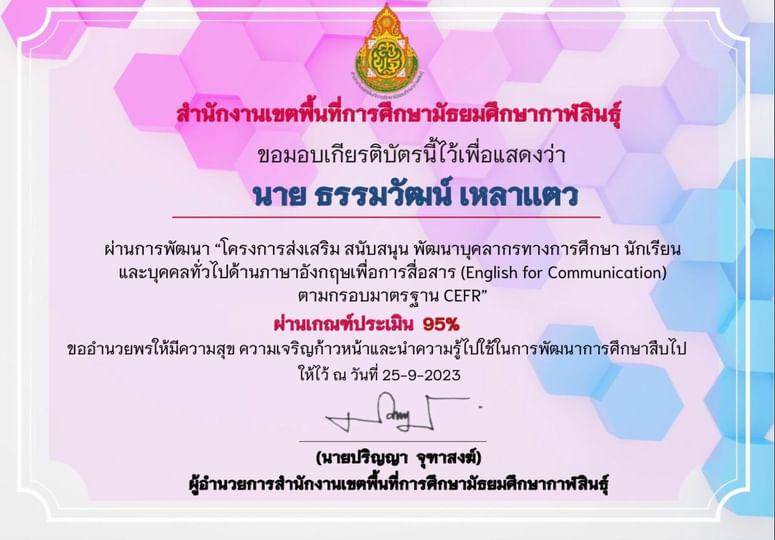 สำนักงานเขตพื้นที่การศึกษามัธยมศึกษากาฬสินธุ์
ขอมอบเกียรติบัตรนี้ไว้เพื่อแสดงว่า
นาย ธรรมวัฒน์ เหลาแตว
ผ่านการพัฒนา “โครงการส่งเสริม สนับสนุน พัฒนาบุคลากรทางการศึกษา นักเรียน
และบุคคลทั่วไปด้านภาษาอังกฤษเพื่อการสื่อสาร (English for Communication)
ตามกรอบมาตรฐาน CEFR”
ผ่านเกณฑ์ประเมิน 95%
ขออำนวยพรให้มีความสุข ความเจริญก้าวหน้าและนำความรู้ไปใช้ในการพัฒนาการศึกษาสืบไป
ให้ไว้ ณ วันที่ 25-9-2023
(นายปริญญา จุฑาสงฆ์)
ผู้อำนวยการสำนักงานเขตพื้นที่การศึกษามัธยมศึกษากาฬสินธุ์